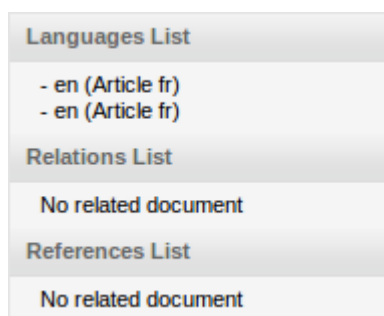 Languages List
- en (Article fr)
- en (Article fr)
Relations List
No related document
References List
No related document